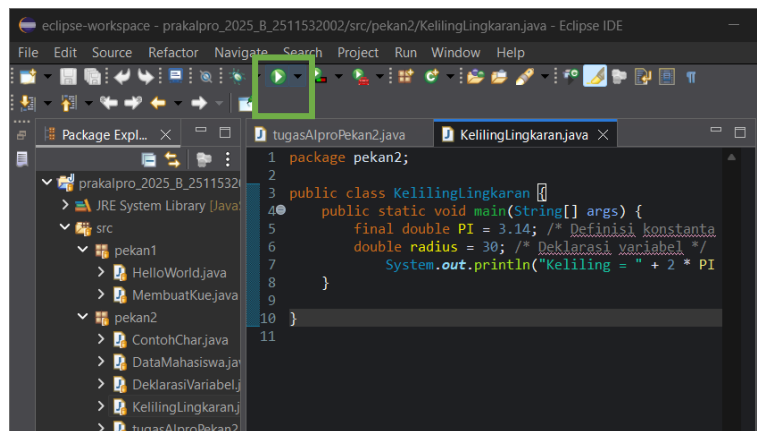 eclipse-workspace - prakalpro_2025_B_2511532002/src/pekan2/KelilingLingkaran.java - Eclipse IDE
File Edit Source Refactor Navigate Search Project Run Window Help
Package Expl...
tugasAlproPekan2.java
KelilingLingkaran.java
prakalpro_2025_B_2511532
JRE System Library [Java
src
pekan1
HelloWorld.java
MembuatKue.java
pekan2
ContohChar.java
DataMahasiswa.jav
DeklarasiVariabel.j
KelilingLingkaran.j
tugasAlproPekan2
1 package pekan2;
2
3 public class KelilingLingkaran {
4 public static void main(String[] args) {
5 final double PI = 3.14; /* Definisi konstanta
6 double radius = 30; /* Deklarasi variabel */
7 System.out.println("Keliling = " + 2 * PI
8 }
9
10 }
11